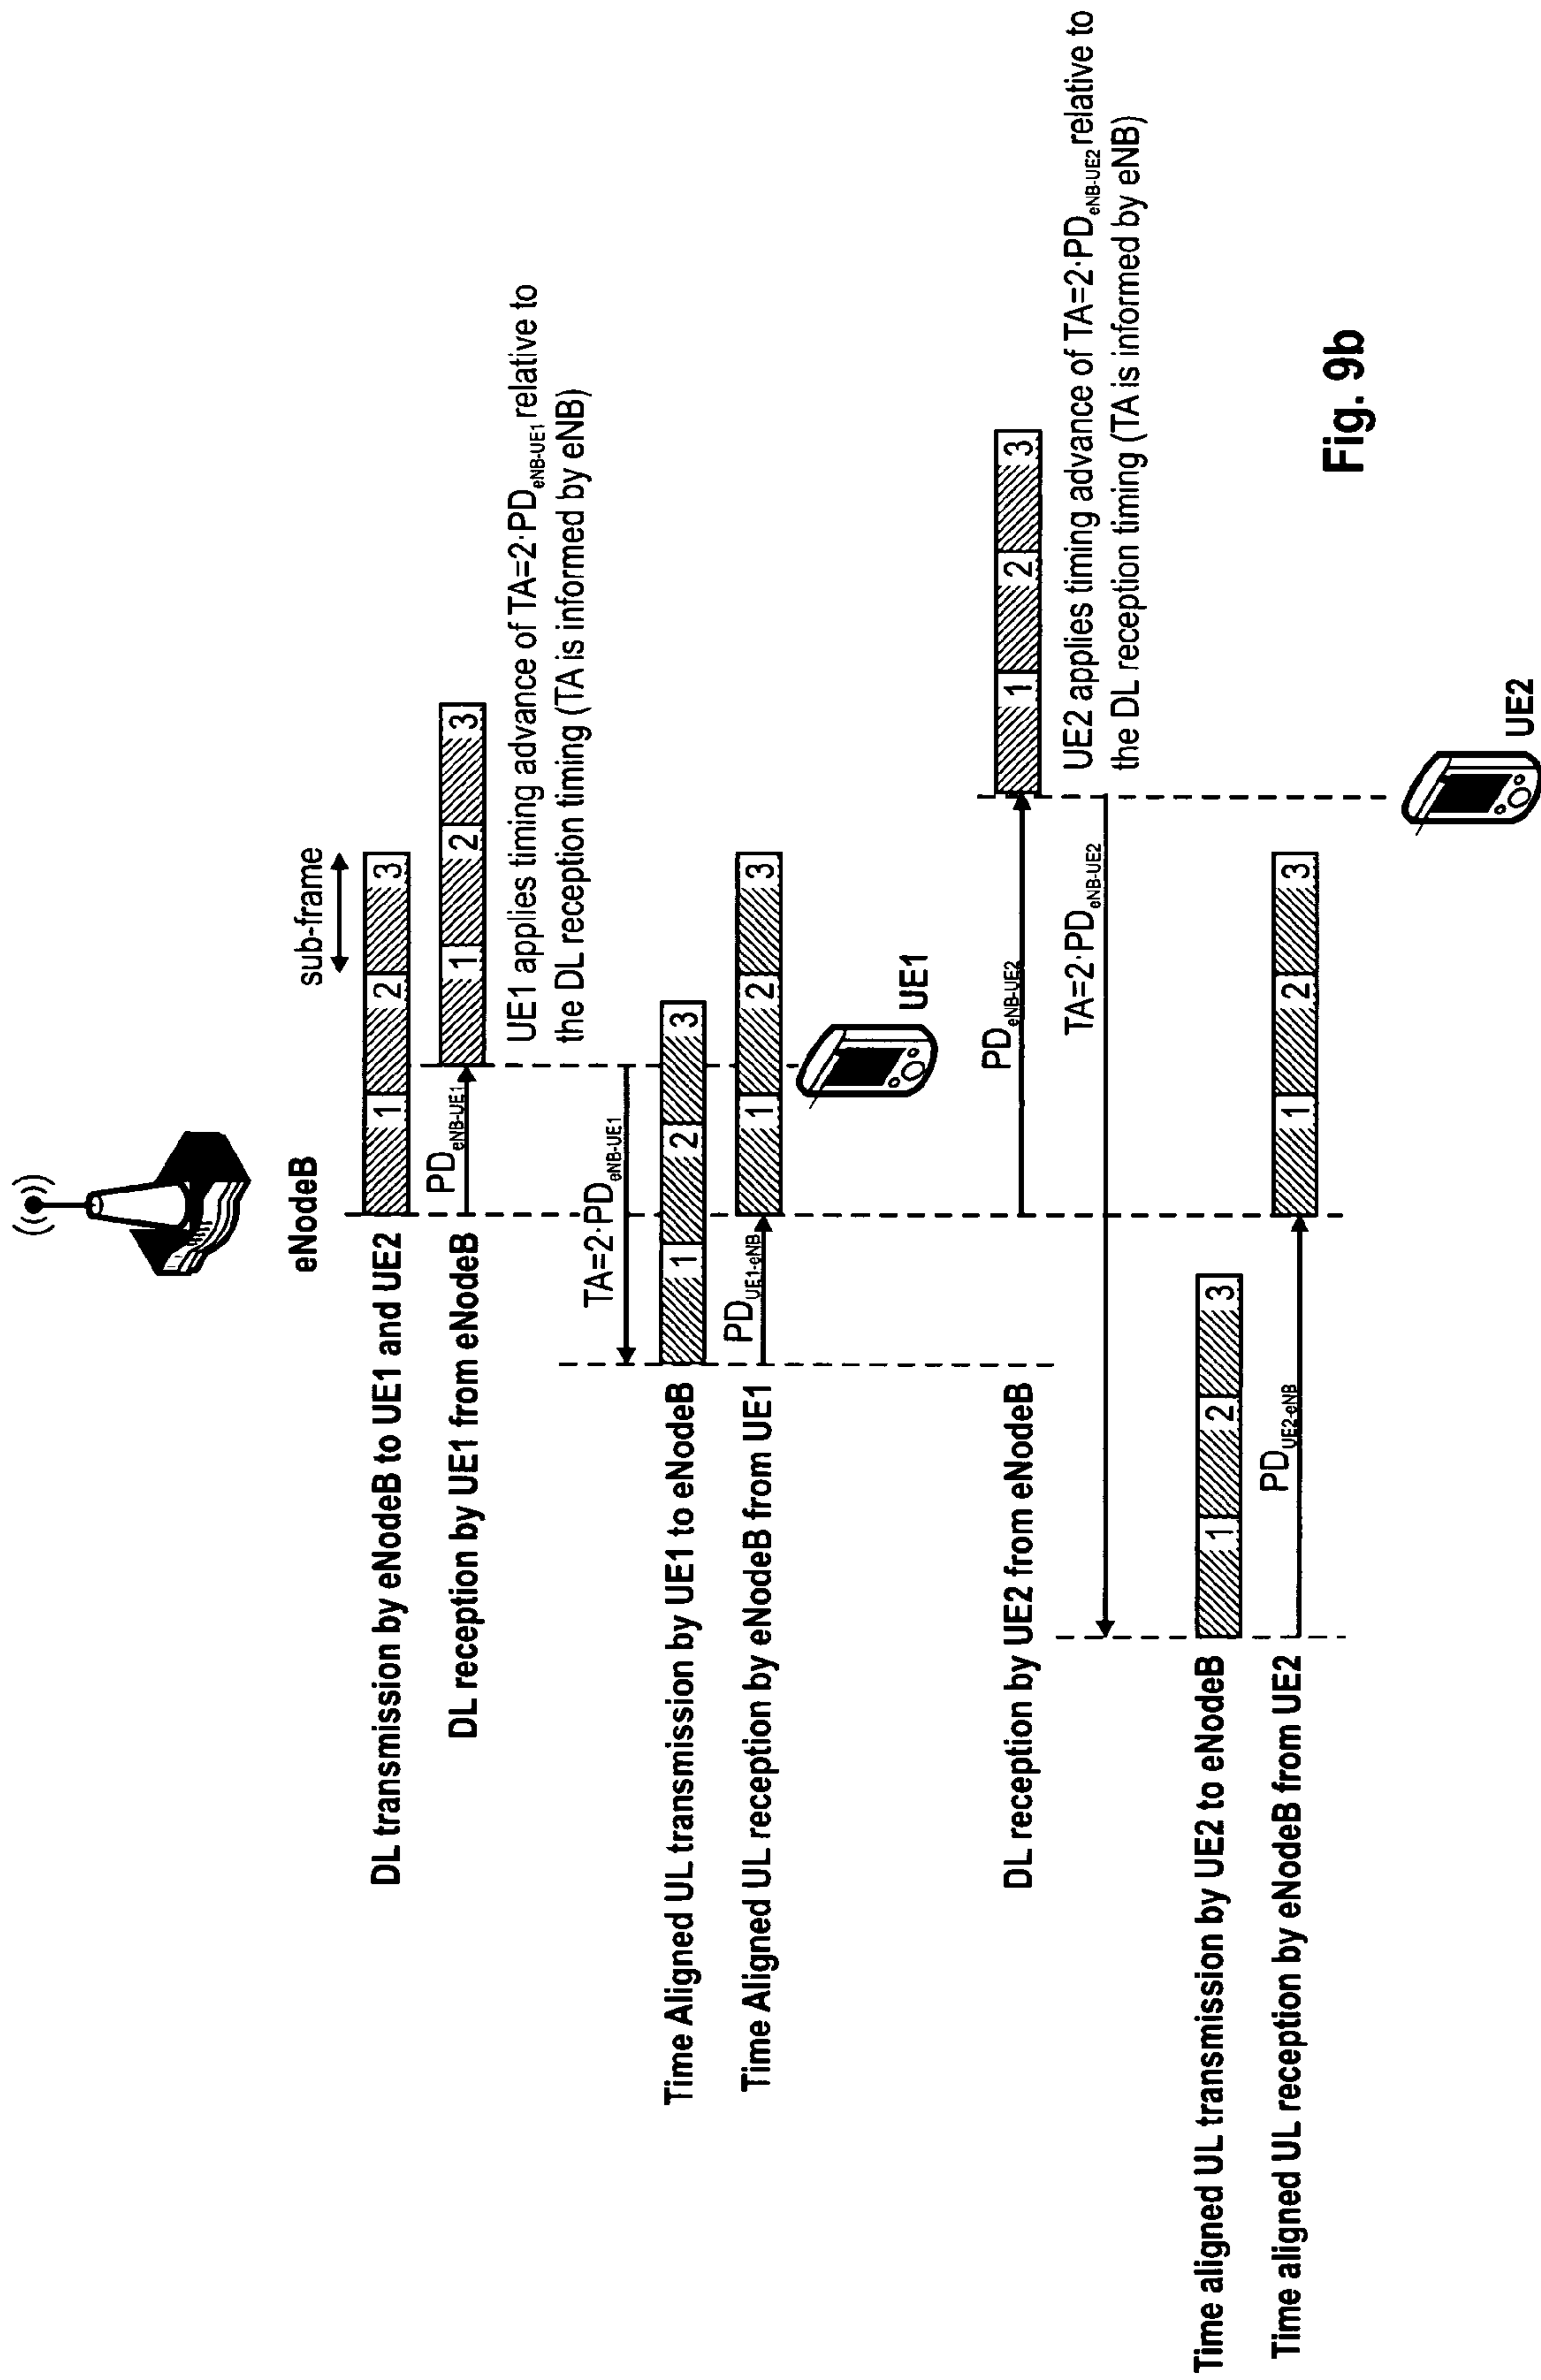 eNodeB
sub-frame
DL transmission by eNodeB to UE1 and UE2
1 2 3
DL reception by UE1 from eNodeB
PDeNB-UE1
1 2 3
UE1 applies timing advance of TA=2·PDeNB-UE1 relative to
the DL reception timing (TA is informed by eNB)
TA=2·PDeNB-UE1
Time Aligned UL transmission by UE1 to eNodeB
1 2 3
Time Aligned UL reception by eNodeB from UE1
PDUE1-eNB
1 2 3
UE1
DL reception by UE2 from eNodeB
PDeNB-UE2
1 2 3
UE2 applies timing advance of TA=2·PDeNB-UE2 relative to
the DL reception timing (TA is informed by eNB)
TA=2·PDeNB-UE2
Time aligned UL transmission by UE2 to eNodeB
1 2 3
Time aligned UL reception by eNodeB from UE2
PDUE2-eNB
1 2 3
UE2
Fig. 9b